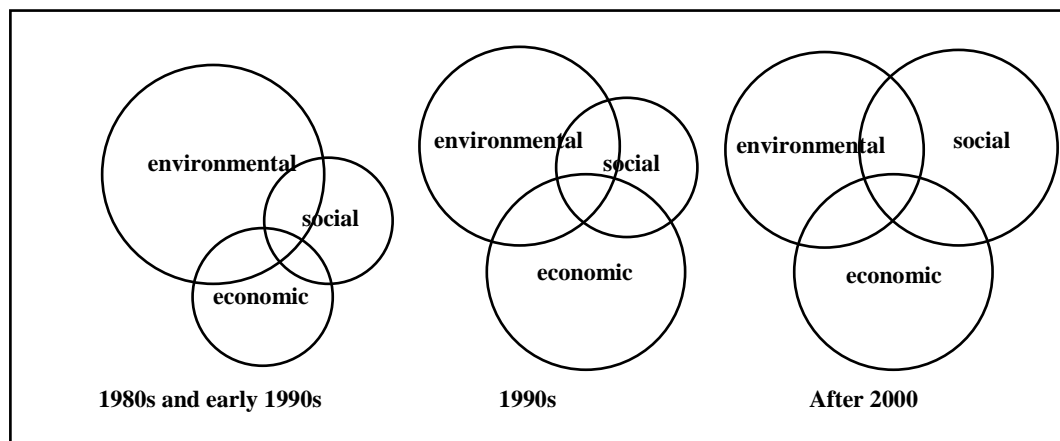 environmental
social
economic
1980s and early 1990s
environmental
social
economic
1990s
environmental
social
economic
After 2000